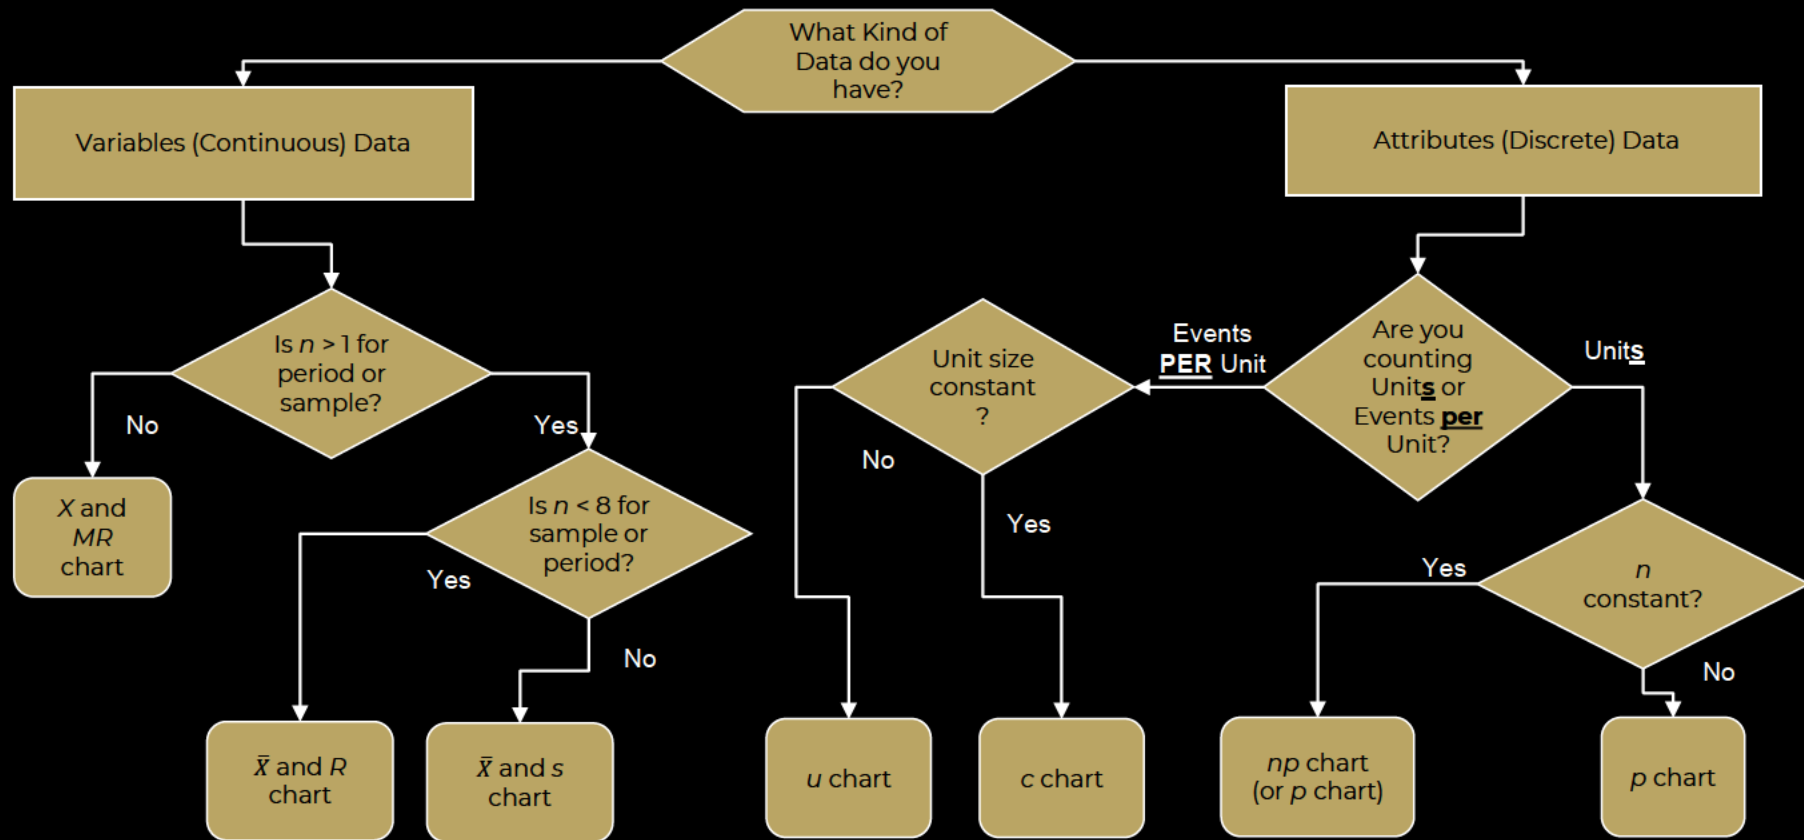 What Kind of
Data do you
have?
Variables (Continuous) Data
Attributes (Discrete) Data
Is n > 1 for
period or
sample?
No
Yes
X and
MR
chart
Is n < 8 for
sample or
period?
Yes
No
X̄ and R
chart
X̄ and s
chart
Are you
counting
Units or
Events per
Unit?
Events
PER Unit
Units
Unit size
constant
?
No
Yes
u chart
c chart
n
constant?
Yes
No
np chart
(or p chart)
p chart